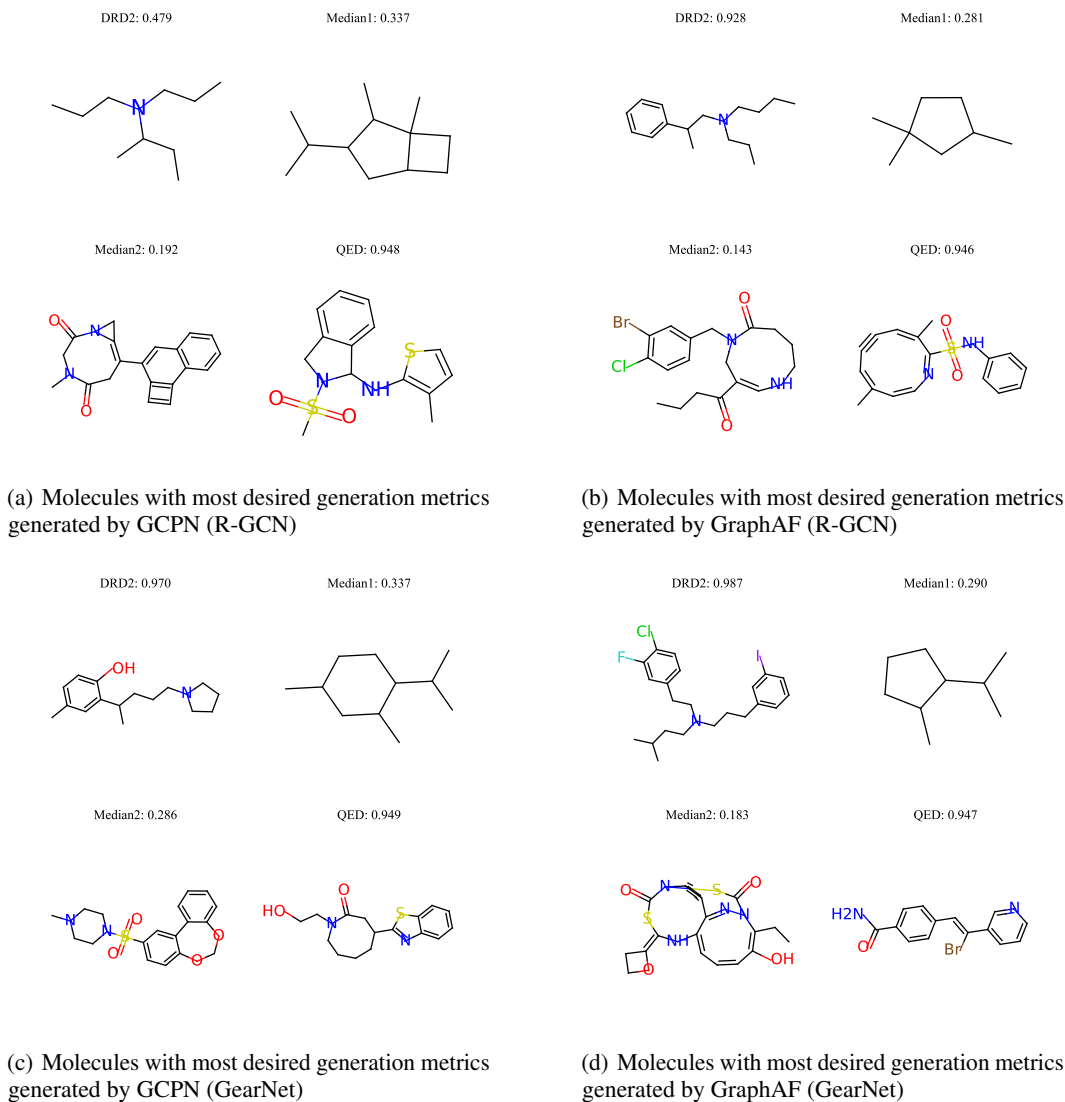 DRD2: 0.479 Median1: 0.337
N
Median2: 0.192 QED: 0.948
O
N
N
O
S
N
NH
O
S
O
(a) Molecules with most desired generation metrics
generated by GCPN (R-GCN)
DRD2: 0.928 Median1: 0.281
N
Median2: 0.143 QED: 0.946
O
Br
N
Cl
NH
O
O
S
NH
O
N
(b) Molecules with most desired generation metrics
generated by GraphAF (R-GCN)
DRD2: 0.970 Median1: 0.337
OH
N
Median2: 0.286 QED: 0.949
N
N
O
S
O
O
O
HO
O
N
S
N
(c) Molecules with most desired generation metrics
generated by GCPN (GearNet)
DRD2: 0.987 Median1: 0.290
Cl
F
I
N
Median2: 0.183 QED: 0.947
O
N
S
O
S
N
N
NH
O
OH
H2N
O
Br
N
(d) Molecules with most desired generation metrics
generated by GraphAF (GearNet)